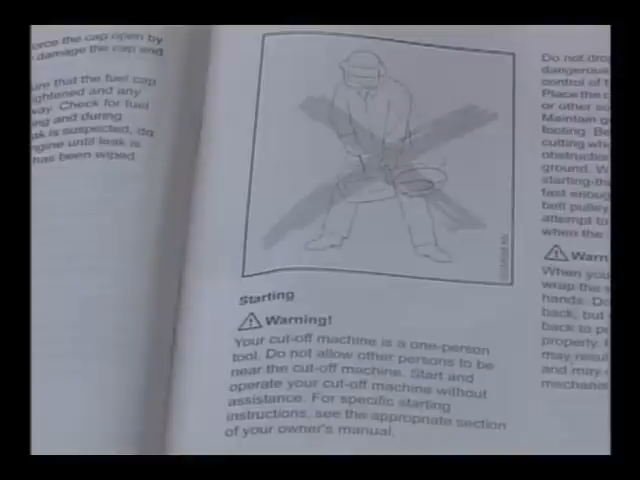 force the cap open by
damage the cap and
ure that the fuel cap
ightened and any
way. Check for fuel
ing and during
ak is suspected, do
ngine until leak is
has been wiped
Starting
Warning!
Your cut-off machine is a one-person
tool. Do not allow other persons to be
near the cut-off machine. Start and
operate your cut-off machine without
assistance. For specific starting
instructions, see the appropriate section
of your owner's manual.
Do not drop
dangerous
control of
Place the
or other
Maintain
footing. Be
cutting
obstruction
ground. W
starting-
fast enoug
belt pulley
attempt to
when the
Warn
When you
wrap the
hands. Do
back, but
back to
properly.
may resul
and may
mechanis